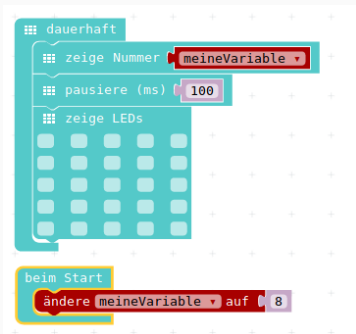 dauerhaft
zeige Nummer meineVariable
pausiere (ms) 100
zeige LEDs
beim Start
ändere meineVariable auf 8